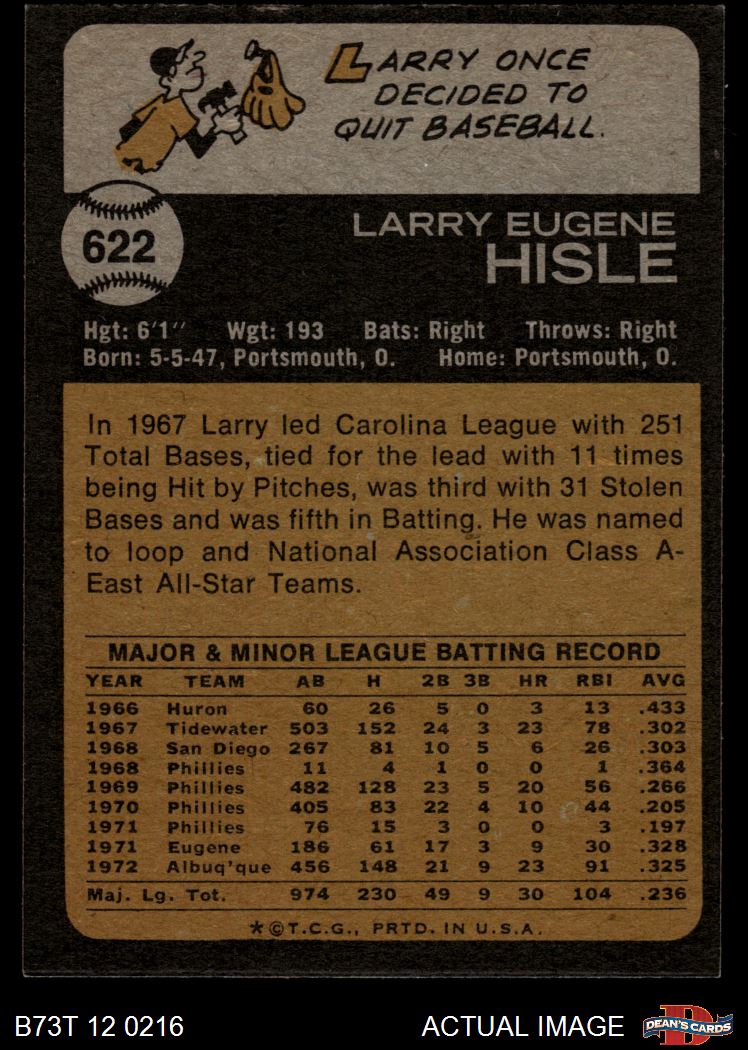 LARRY ONCE
DECIDED TO
QUIT BASEBALL.
622
LARRY EUGENE
HISLE
Hgt: 6'1" Wgt: 193 Bats: Right Throws: Right
Born: 5-5-47, Portsmouth, O. Home: Portsmouth, O.
In 1967 Larry led Carolina League with 251
Total Bases, tied for the lead with 11 times
being Hit by Pitches, was third with 31 Stolen
Bases and was fifth in Batting. He was named
to loop and National Association Class A-
East All-Star Teams.
MAJOR & MINOR LEAGUE BATTING RECORD
YEAR TEAM AB H 2B 3B HR RBI AVG
1966 Huron 60 26 5 0 3 13 .433
1967 Tidewater 503 152 24 3 23 78 .302
1968 San Diego 267 81 10 5 6 26 .303
1968 Phillies 11 4 1 0 0 1 .364
1969 Phillies 482 128 23 5 20 56 .266
1970 Phillies 405 83 22 4 10 44 .205
1971 Phillies 76 15 3 0 0 3 .197
1971 Eugene 186 61 17 3 9 30 .328
1972 Albuq'que 456 148 21 9 23 91 .325
Maj. Lg. Tot. 974 230 49 9 30 104 .236
*©T.C.G., PRTD. IN U.S.A.
B73T 12 0216 ACTUAL IMAGE DEAN'S CARDS